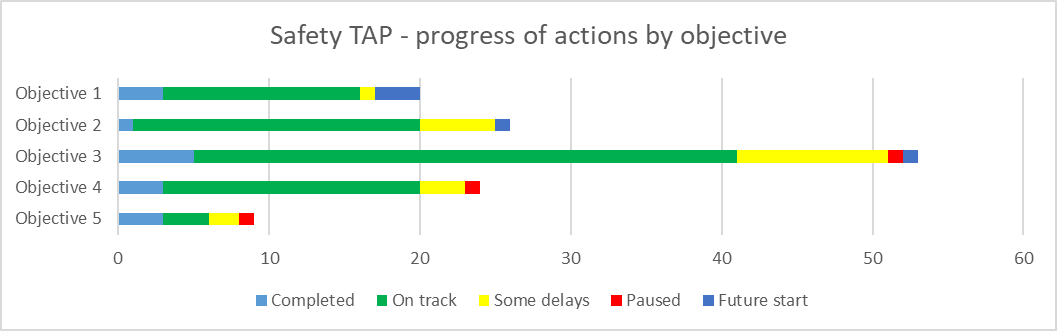 Safety TAP - progress of actions by objective
Objective 1
Objective 2
Objective 3
Objective 4
Objective 5
0 10 20 30 40 50 60
Completed On track Some delays Paused Future start